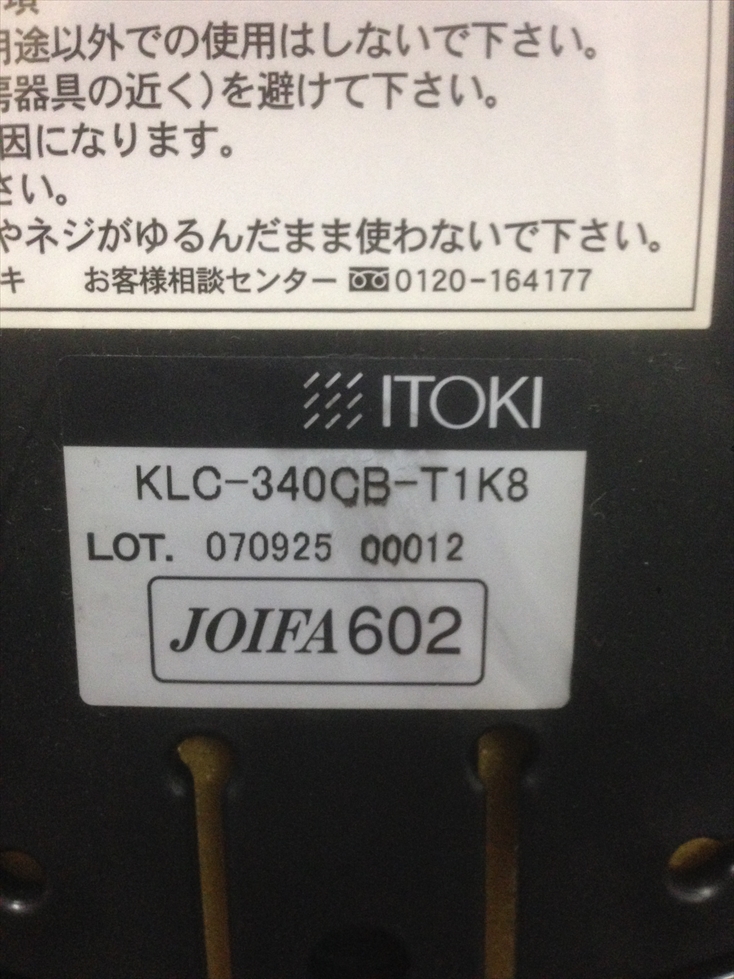 項
用途以外での使用はしないで下さい。
器具の近く)を避けて下さい。
因になります。
さい。
やネジがゆるんだまま使わないで下さい。
キ お客様相談センター 0120-164177
ITOKI
KLC-340CB-T1K8
LOT. 070925 00012
JOIFA602